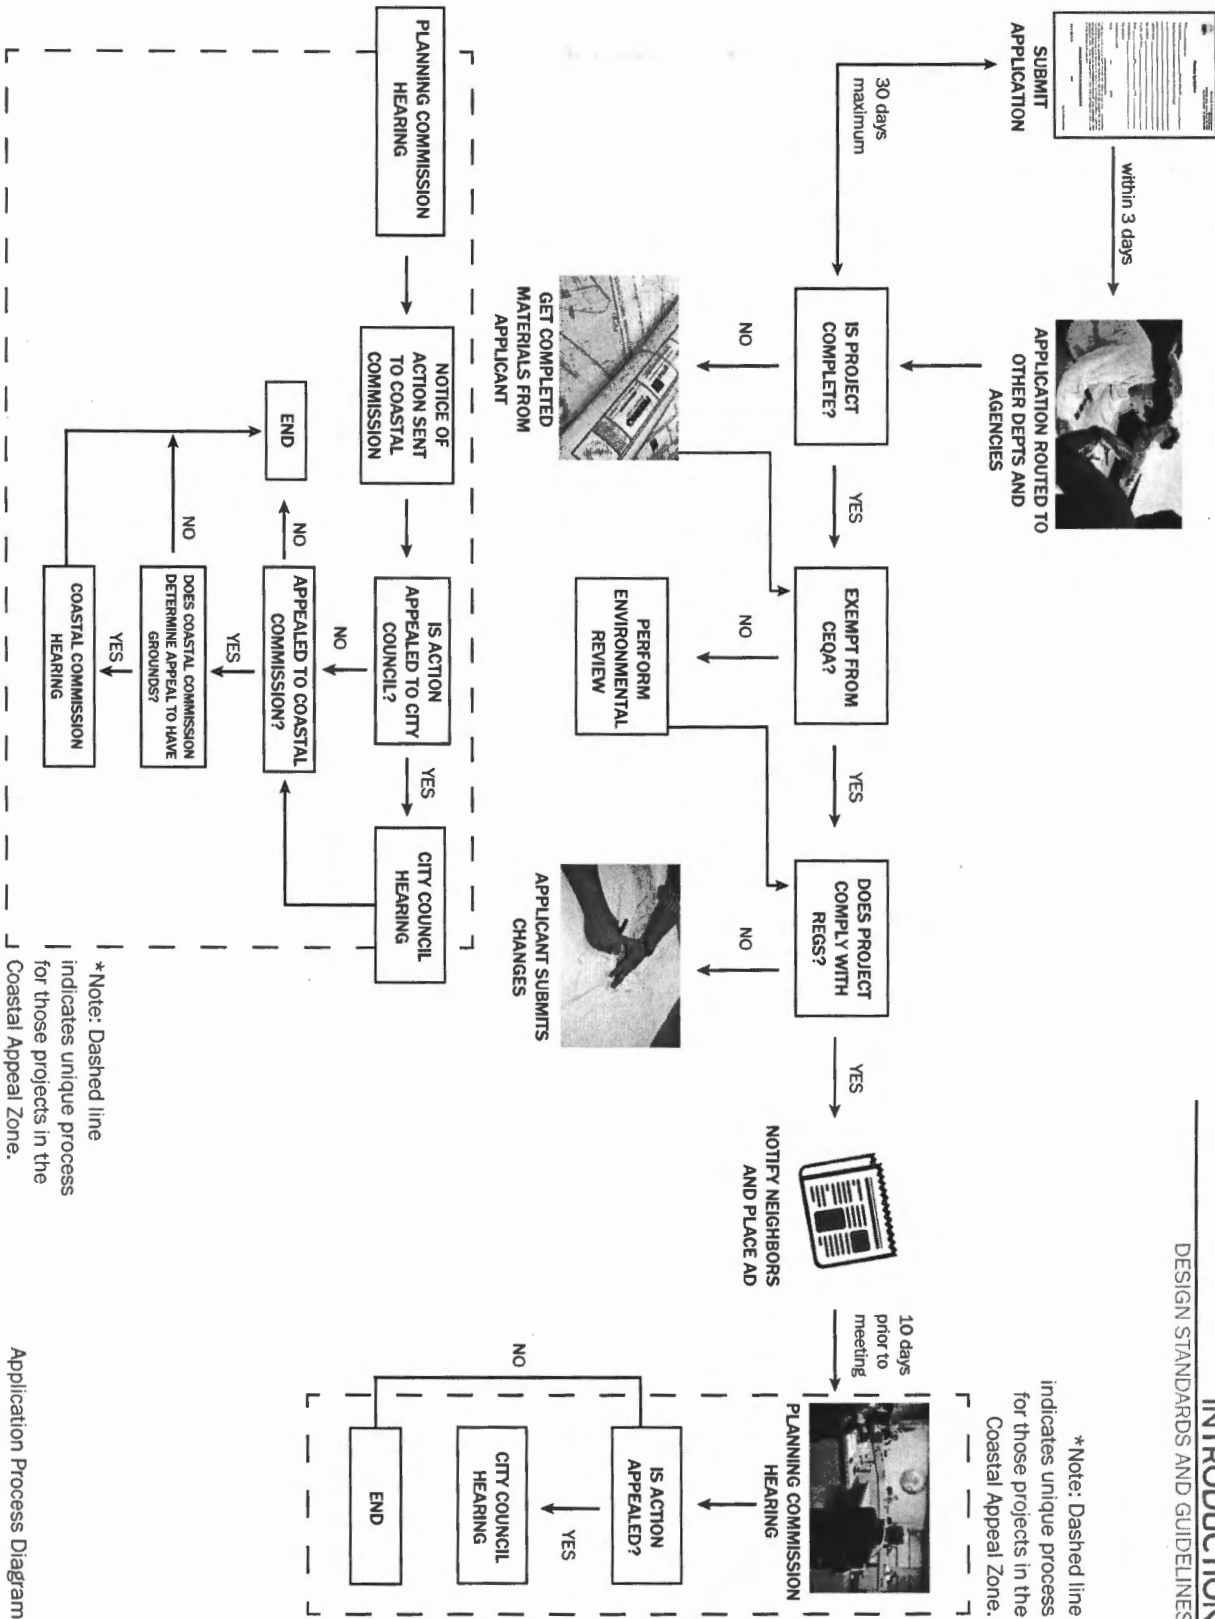 INTRODUCTION
DESIGN STANDARDS AND GUIDELINES
SUBMIT
APPLICATION
within 3 days
APPLICATION ROUTED TO
OTHER DEPTS AND
AGENCIES
30 days
maximum
IS PROJECT
COMPLETE?
NO
GET COMPLETED
MATERIALS FROM
APPLICANT
YES
EXEMPT FROM
CEQA?
NO
PERFORM
ENVIRONMENTAL
REVIEW
YES
DOES PROJECT
COMPLY WITH
REGS?
NO
APPLICANT SUBMITS
CHANGES
YES
NOTIFY NEIGHBORS
AND PLACE AD
10 days
prior to
meeting
*Note: Dashed line
indicates unique process
for those projects in the
Coastal Appeal Zone.
PLANNING COMMISSION
HEARING
IS ACTION
APPEALED?
YES
CITY COUNCIL
HEARING
NO
END
PLANNING COMMISSION
HEARING
NOTICE OF
ACTION SENT
TO COASTAL
COMMISSION
IS ACTION
APPEALED TO CITY
COUNCIL?
YES
CITY COUNCIL
HEARING
NO
APPEALED TO COASTAL
COMMISSION?
NO
END
YES
DOES COASTAL COMMISSION
DETERMINE APPEAL TO HAVE
GROUNDS?
NO
YES
COASTAL COMMISSION
HEARING
*Note: Dashed line
indicates unique process
for those projects in the
Coastal Appeal Zone.
Application Process Diagram